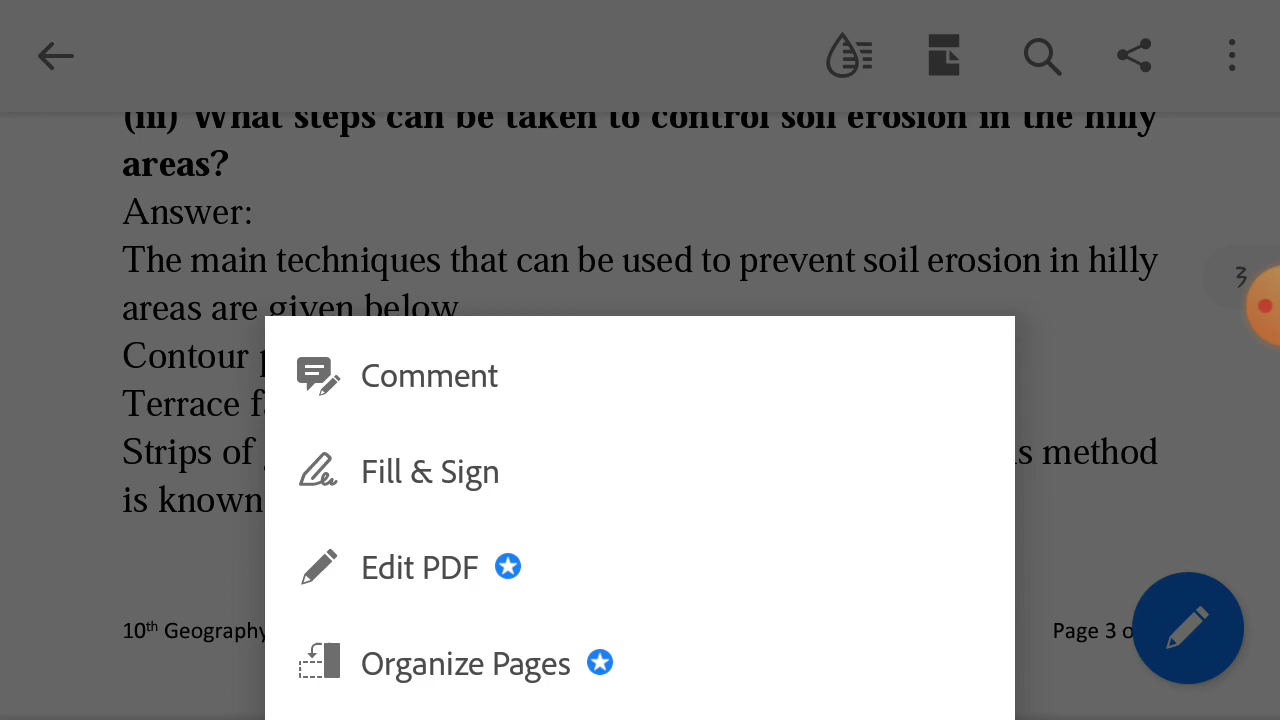 (iii) What steps can be taken to control soil erosion in the hilly
areas?
Answer:
The main techniques that can be used to prevent soil erosion in hilly
areas are given below
Contour
Terrace
Strips of method
is known
3
Comment
Fill & Sign
Edit PDF
Organize Pages
10th Geography
Page 3